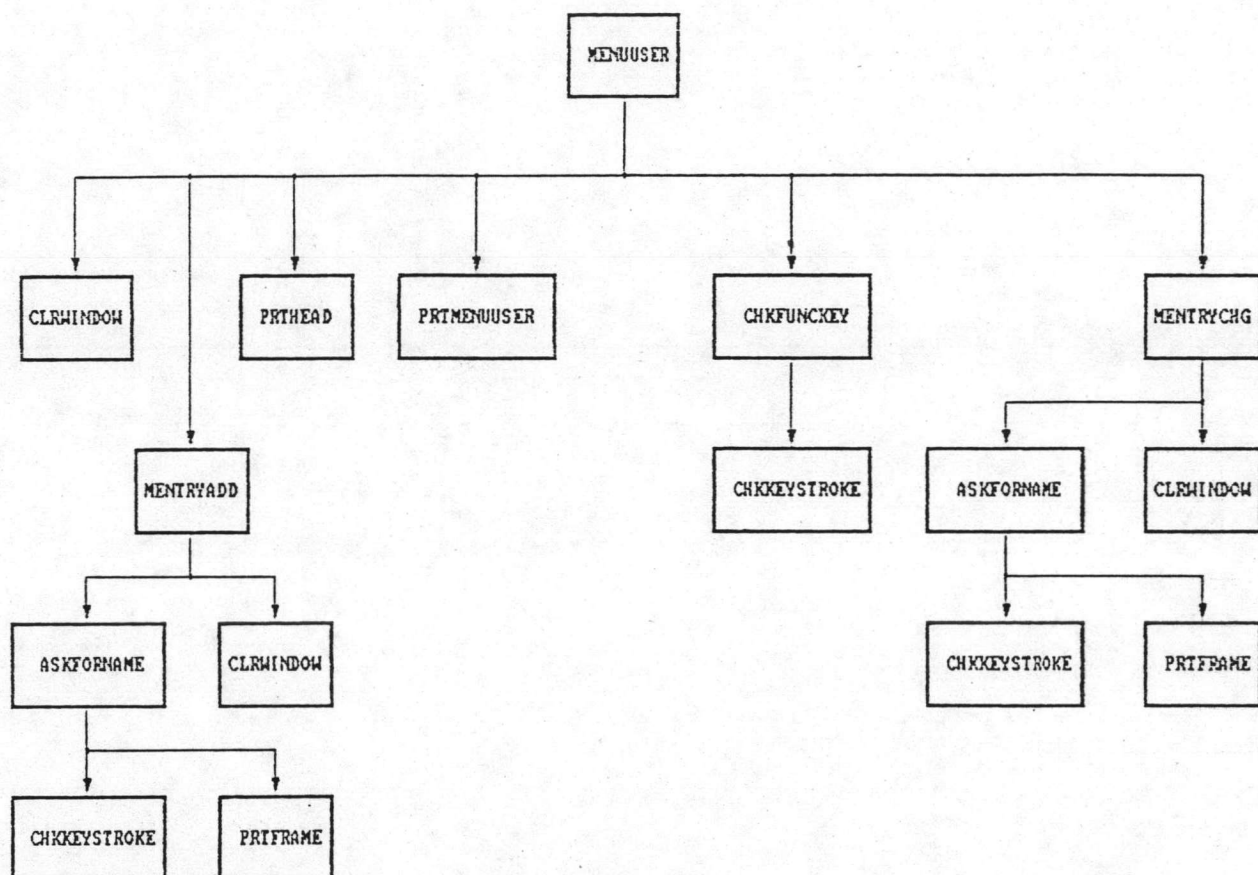 MENUUSER
CLRWINDOW
PRTHEAD
PRTMENUUSER
CHKFUNCKEY
MENTRYCHG
MENTRYADD
CHKKEYSTROKE
ASKFORNAME
CLRWINDOW
ASKFORNAME
CLRWINDOW
CHKKEYSTROKE
PRTFRAME
CHKKEYSTROKE
PRTFRAME